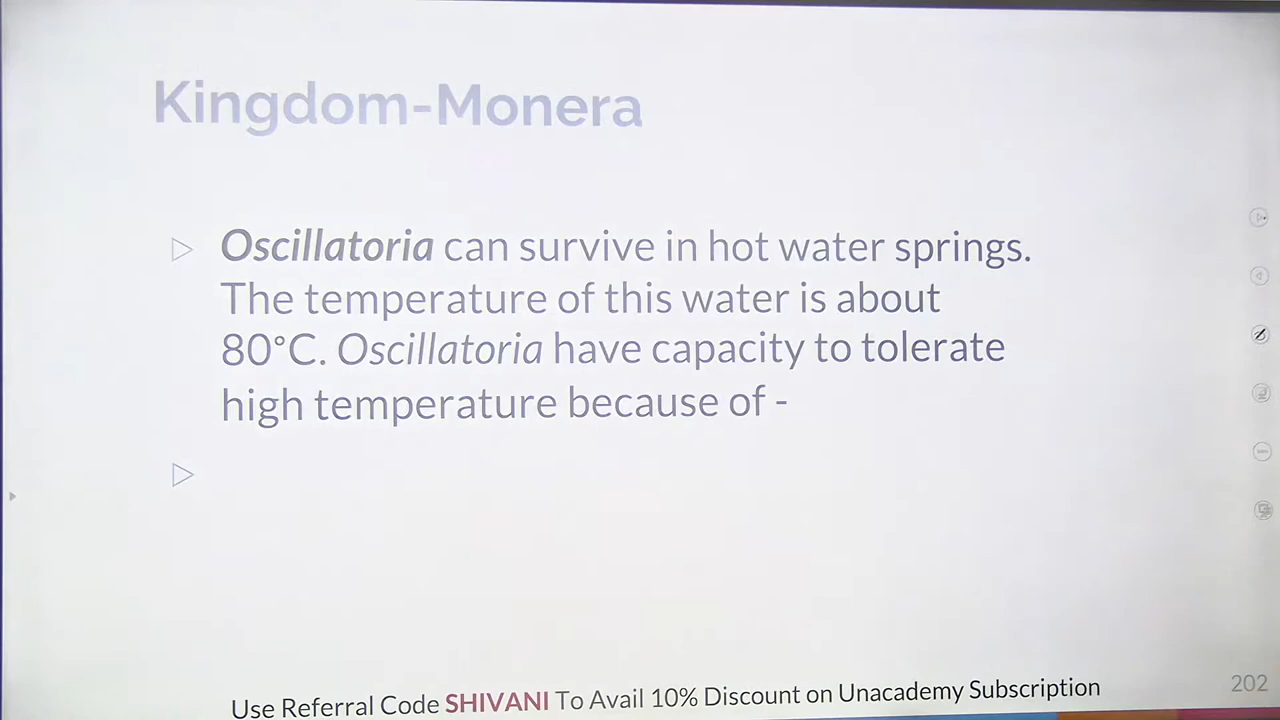 Kingdom-Monera
Oscillatoria can survive in hot water springs.
The temperature of this water is about
80°C. Oscillatoria have capacity to tolerate
high temperature because of -
Use Referral Code SHIVANI To Avail 10% Discount on Unacademy Subscription
202